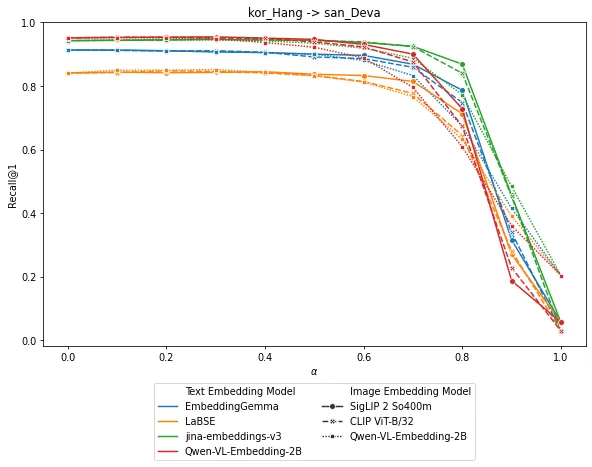 kor_Hang -> san_Deva
1.0
0.8
0.6
0.4
0.2
0.0
Recall@1
0.0 0.2 0.4 0.6 0.8 1.0
α
Text Embedding Model
EmbeddingGemma
LaBSE
jina-embeddings-v3
Qwen-VL-Embedding-2B
Image Embedding Model
SigLIP 2 So400m
CLIP ViT-B/32
Qwen-VL-Embedding-2B